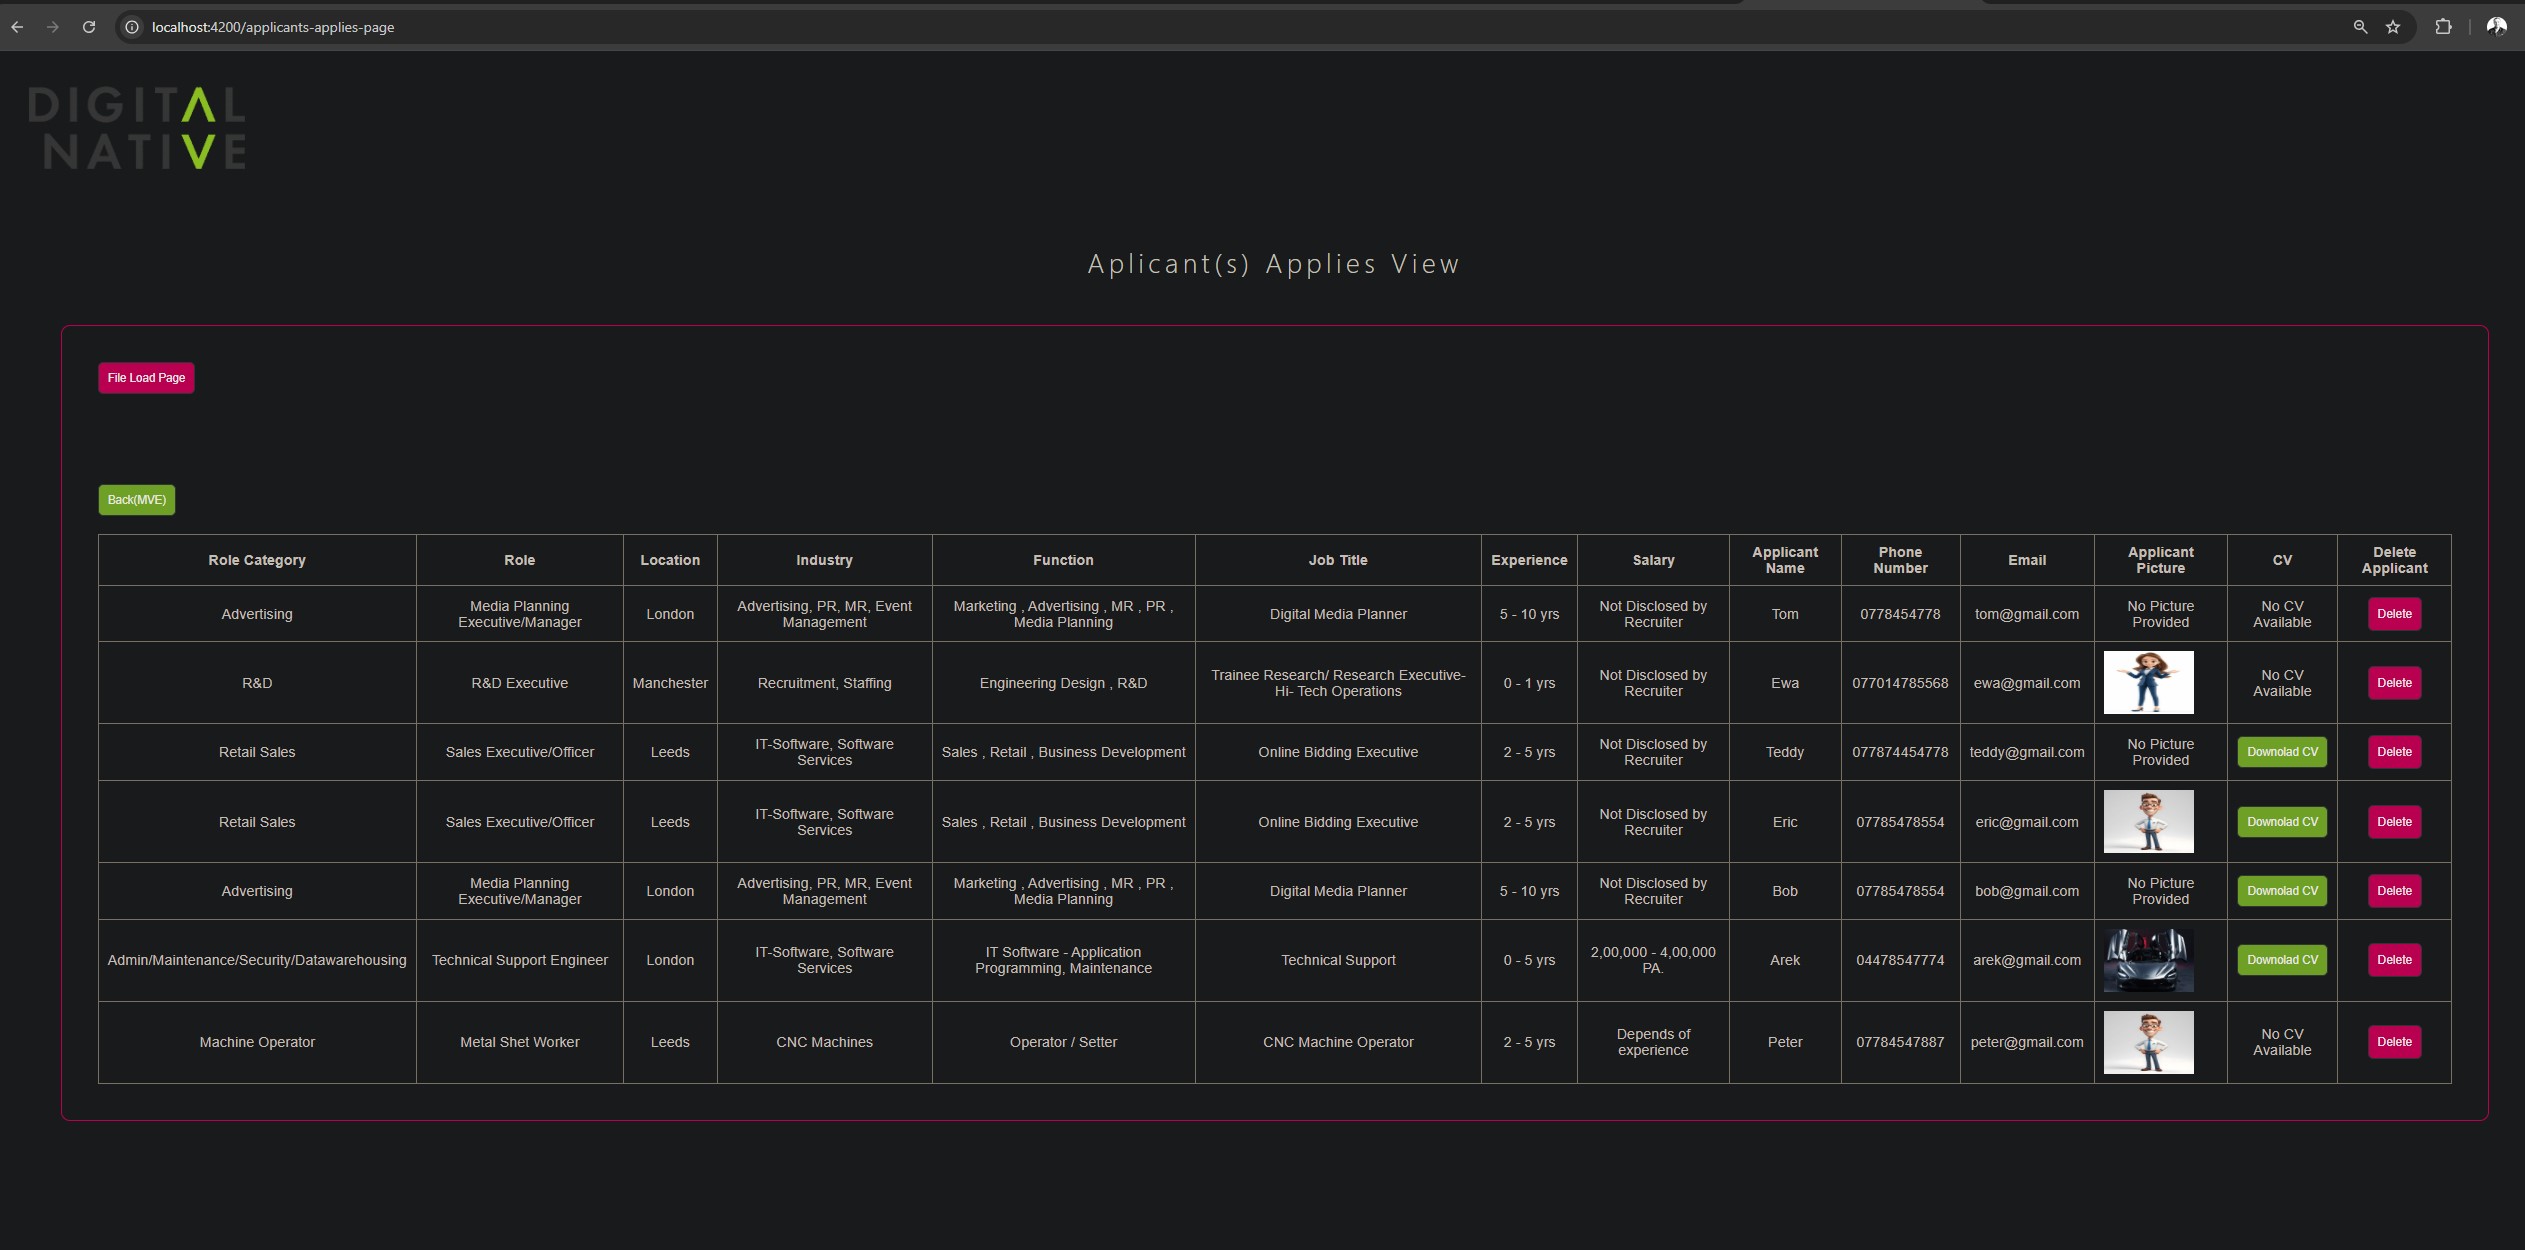 localhost:4200/applicants-applies-page
DIGITAL
NATIVE
Aplicant(s) Applies View
File Load Page
Back(MVE)
Role Category Role Location Industry Function Job Title Experience Salary Applicant Name Phone Number Email Applicant Picture CV Delete Applicant
Advertising Media Planning Executive/Manager London Advertising, PR, MR, Event Management Marketing , Advertising , MR , PR , Media Planning Digital Media Planner 5 - 10 yrs Not Disclosed by Recruiter Tom 0778454778 tom@gmail.com No Picture Provided No CV Available Delete
R&D R&D Executive Manchester Recruitment, Staffing Engineering Design , R&D Trainee Research/ Research Executive- Hi- Tech Operations 0 - 1 yrs Not Disclosed by Recruiter Ewa 077014785568 ewa@gmail.com No CV Available Delete
Retail Sales Sales Executive/Officer Leeds IT-Software, Software Services Sales , Retail , Business Development Online Bidding Executive 2 - 5 yrs Not Disclosed by Recruiter Teddy 077874454778 teddy@gmail.com No Picture Provided Downolad CV Delete
Retail Sales Sales Executive/Officer Leeds IT-Software, Software Services Sales , Retail , Business Development Online Bidding Executive 2 - 5 yrs Not Disclosed by Recruiter Eric 07785478554 eric@gmail.com Downolad CV Delete
Advertising Media Planning Executive/Manager London Advertising, PR, MR, Event Management Marketing , Advertising , MR , PR , Media Planning Digital Media Planner 5 - 10 yrs Not Disclosed by Recruiter Bob 07785478554 bob@gmail.com No Picture Provided Downolad CV Delete
Admin/Maintenance/Security/Datawarehousing Technical Support Engineer London IT-Software, Software Services IT Software - Application Programming, Maintenance Technical Support 0 - 5 yrs 2,00,000 - 4,00,000 PA. Arek 04478547774 arek@gmail.com Downolad CV Delete
Machine Operator Metal Shet Worker Leeds CNC Machines Operator / Setter CNC Machine Operator 2 - 5 yrs Depends of experience Peter 07784547887 peter@gmail.com No CV Available Delete